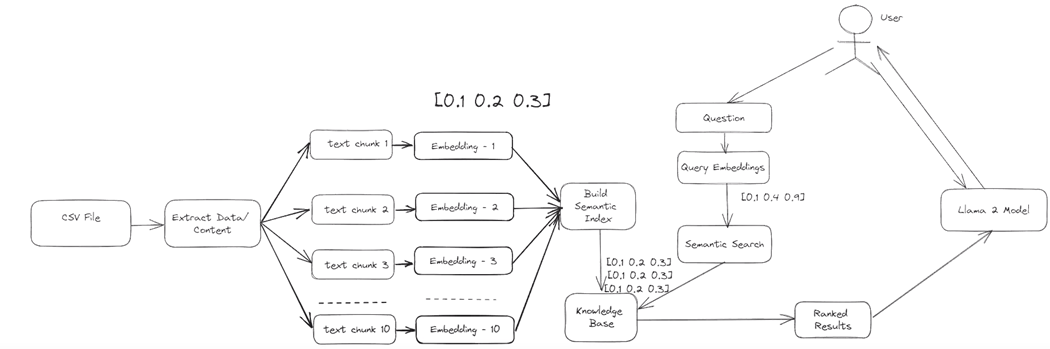 User
[0.1 0.2 0.3]
Question
text chunk 1
Embedding - 1
Query Embeddings
[0.1 0.4 0.9]
CSV File
Extract Data/
Content
text chunk 2
Embedding - 2
Build
Semantic
Index
Llama 2 Model
Semantic Search
text chunk 3
Embedding - 3
[0.1 0.2 0.3]
[0.1 0.2 0.3]
[0.1 0.2 0.3]
text chunk 10
Embedding - 10
Knowledge
Base
Ranked
Results